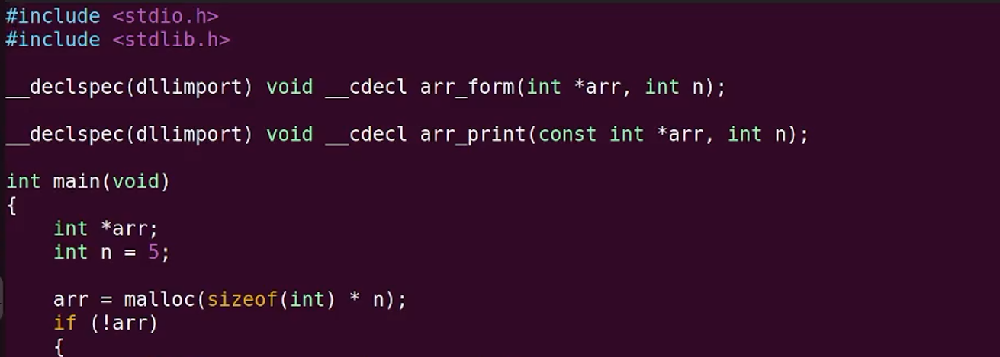 #include <stdio.h>
#include <stdlib.h>

__declspec(dllimport) void __cdecl arr_form(int *arr, int n);

__declspec(dllimport) void __cdecl arr_print(const int *arr, int n);

int main(void)
{
    int *arr;
    int n = 5;

    arr = malloc(sizeof(int) * n);
    if (!arr)
    {